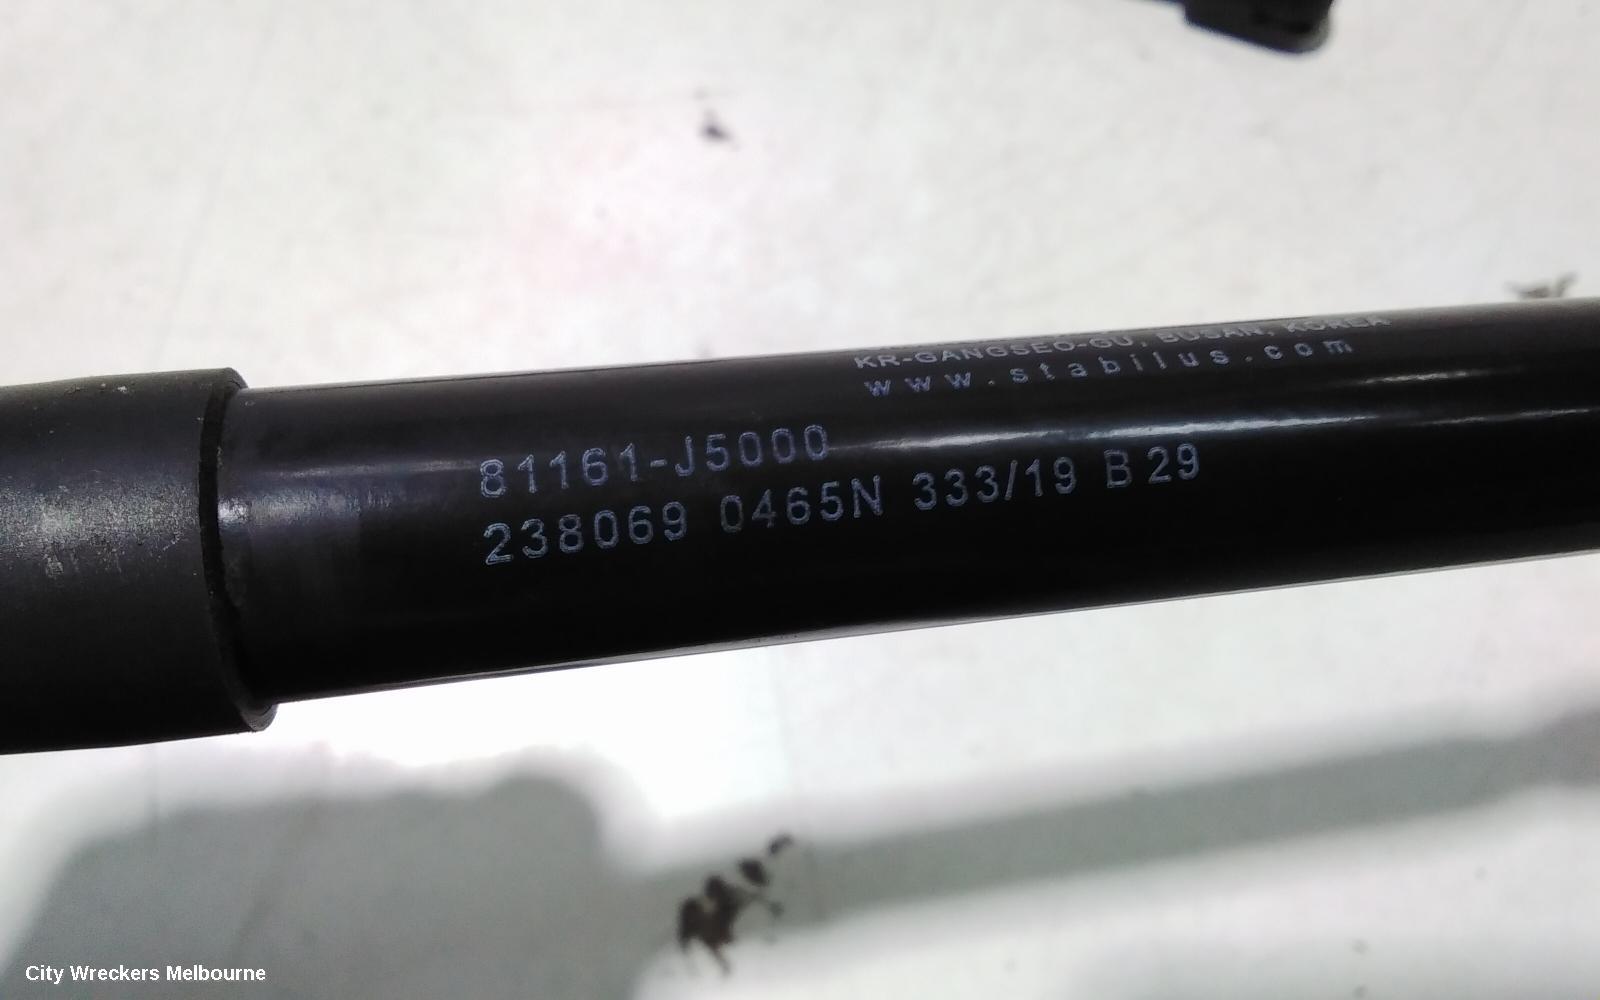 KR-GANGSEO-GU, BUSAN, KOREA
www.stabilus.com
81161-J5000
238069 0465N 333/19 B 29
City Wreckers Melbourne